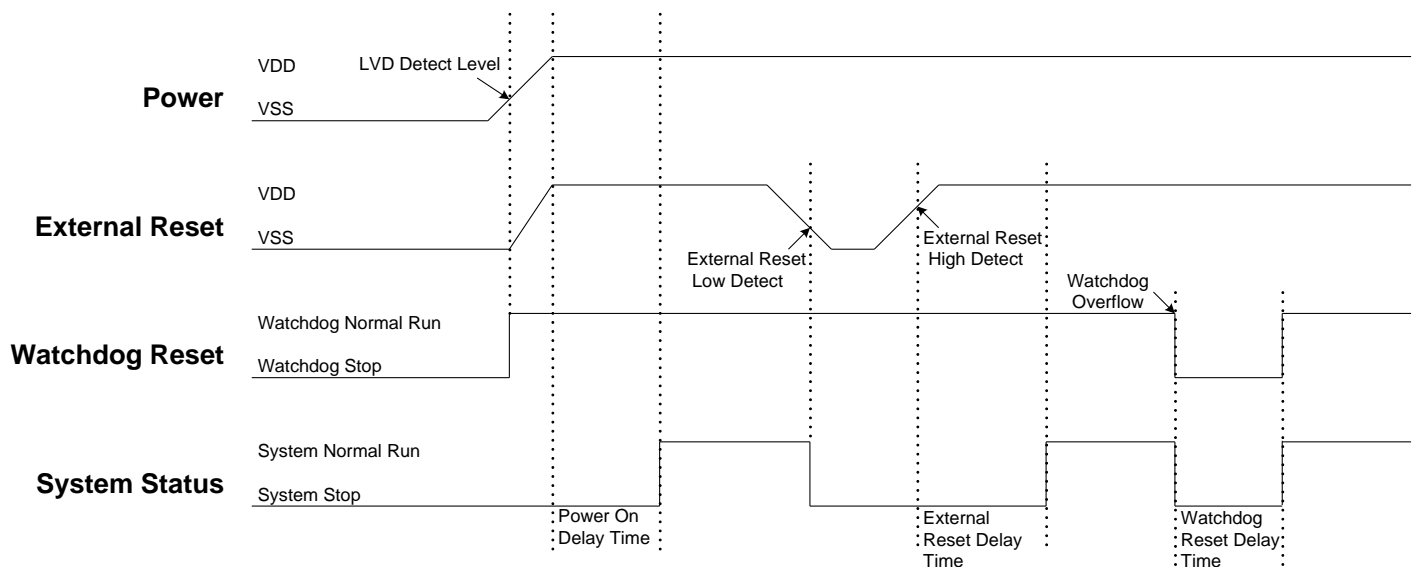 VDD
LVD Detect Level
Power
VSS
VDD
External Reset
VSS
External Reset
Low Detect
External Reset
High Detect
Watchdog
Overflow
Watchdog Normal Run
Watchdog Reset
Watchdog Stop
System Normal Run
System Status
System Stop
Power On
Delay Time
External
Reset Delay
Time
Watchdog
Reset Delay
Time